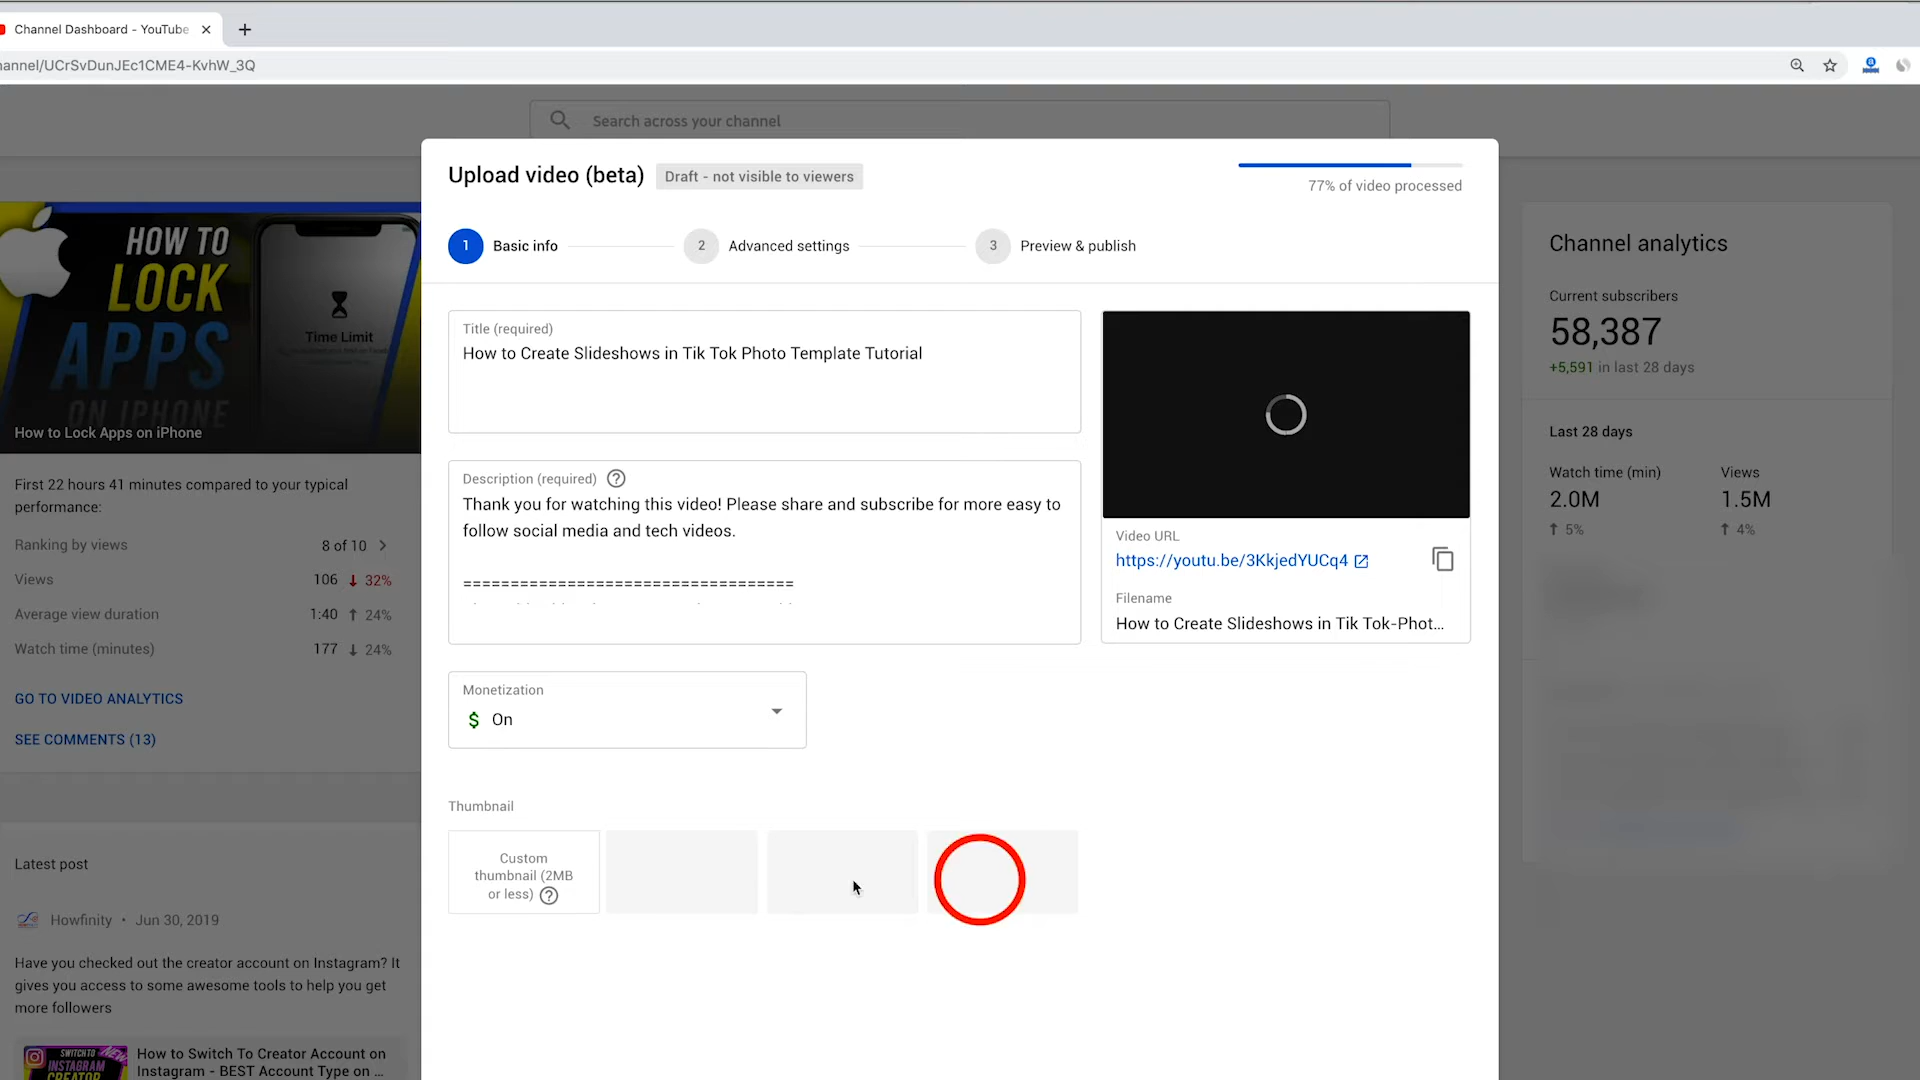 Channel Dashboard - YouTube
hannel/UCrSvDunJEc1CME4-KvhW_3Q
Search across your channel
Upload video (beta)
Draft - not visible to viewers
77% of video processed
1 Basic info
2 Advanced settings
3 Preview & publish
HOW TO
LOCK
APPS
ON IPHONE
Time Limit
How to Lock Apps on iPhone
First 22 hours 41 minutes compared to your typical
performance:
Ranking by views 8 of 10
Views 106 32%
Average view duration 1:40 24%
Watch time (minutes) 177 24%
GO TO VIDEO ANALYTICS
SEE COMMENTS (13)
Latest post
Howfinity • Jun 30, 2019
Have you checked out the creator account on Instagram? It
gives you access to some awesome tools to help you get
more followers
SWITCH TO NEW
INSTAGRAM
CREATOR
How to Switch To Creator Account on
Instagram - BEST Account Type on ...
Title (required)
How to Create Slideshows in Tik Tok Photo Template Tutorial
Description (required)
Thank you for watching this video! Please share and subscribe for more easy to
follow social media and tech videos.
===================================
Monetization
$ On
Thumbnail
Custom
thumbnail (2MB
or less)
Video URL
https://youtu.be/3KkjedYUCq4
Filename
How to Create Slideshows in Tik Tok-Phot...
Channel analytics
Current subscribers
58,387
+5,591 in last 28 days
Last 28 days
Watch time (min) Views
2.0M 1.5M
5% 4%